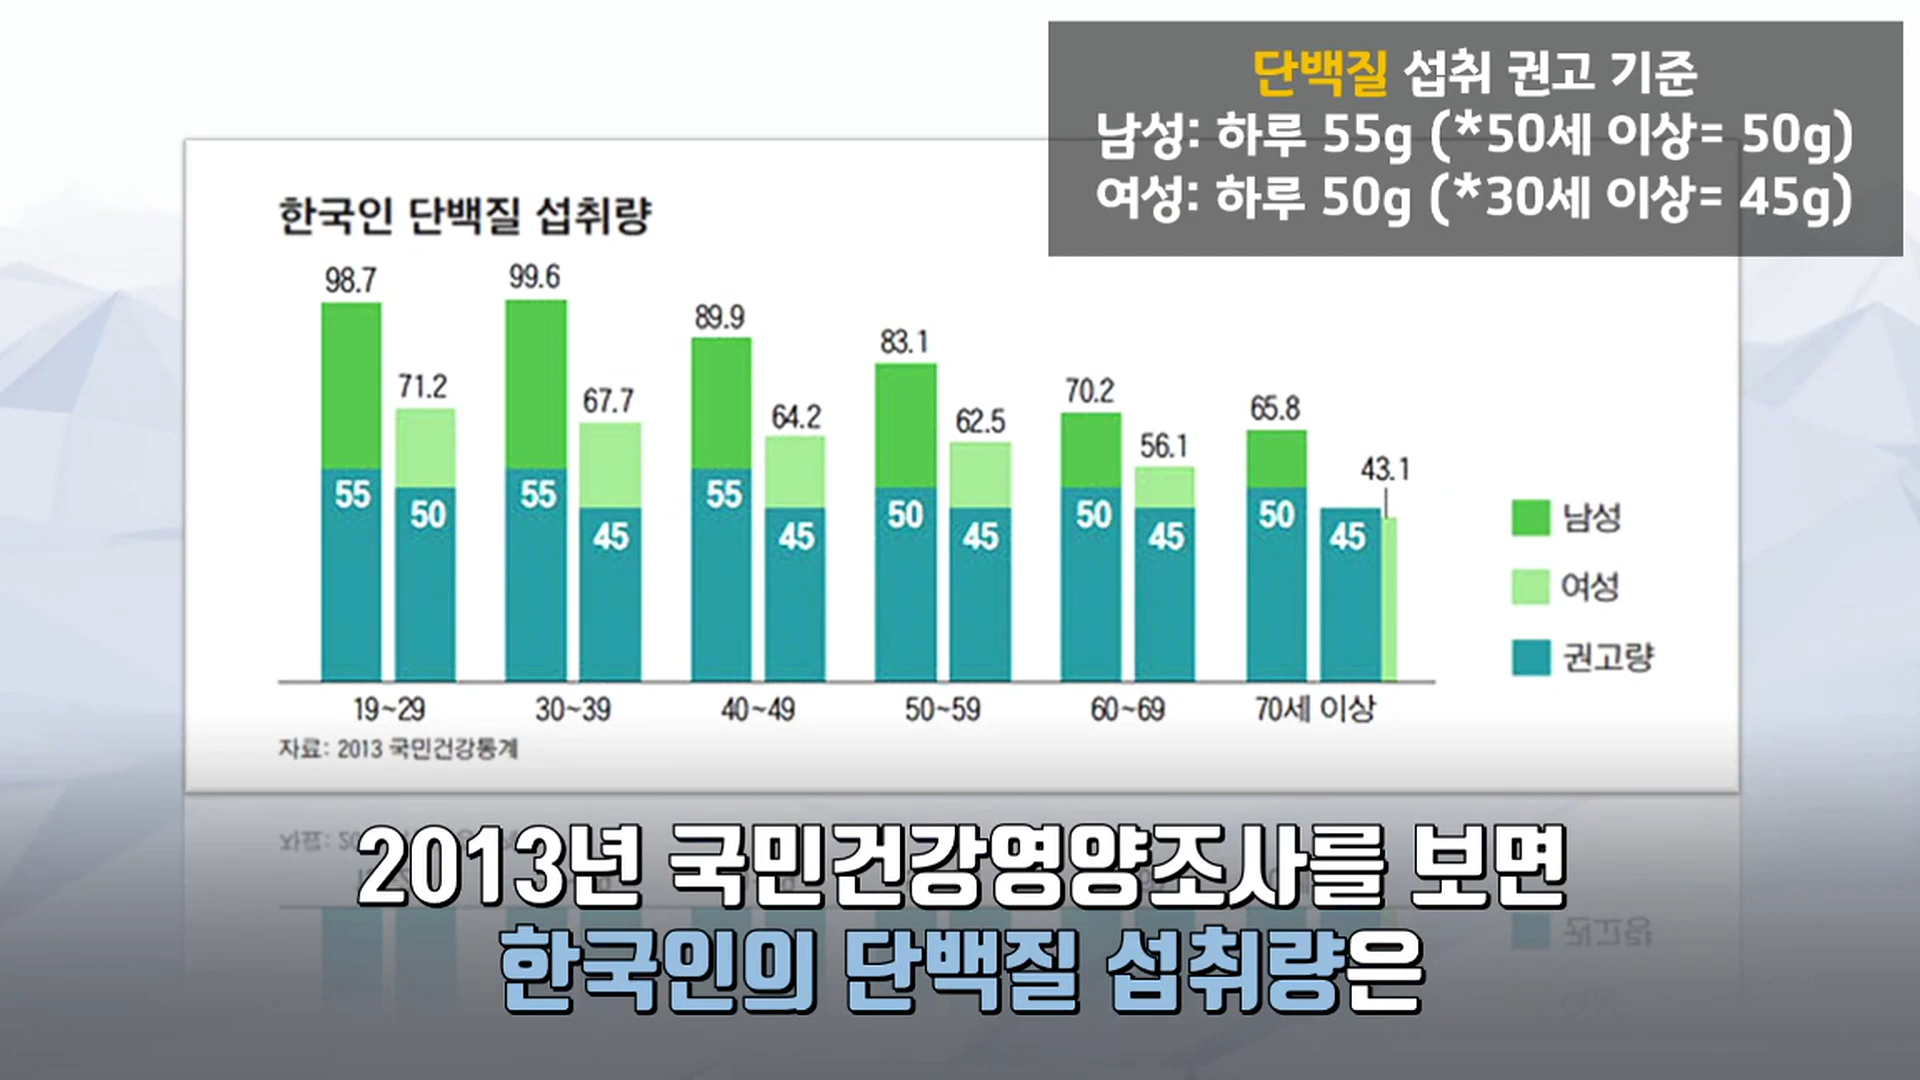 단백질 섭취 권고 기준
남성: 하루 55g (*50세 이상= 50g)
여성: 하루 50g (*30세 이상= 45g)
한국인 단백질 섭취량
98.7
71.2
55
50
99.6
67.7
55
45
89.9
64.2
55
45
83.1
62.5
50
45
70.2
56.1
50
45
65.8
43.1
50
45
남성
여성
권고량
19~29
30~39
40~49
50~59
60~69
70세 이상
자료: 2013 국민건강통계
2013년 국민건강영양조사를 보면
한국인의 단백질 섭취량은